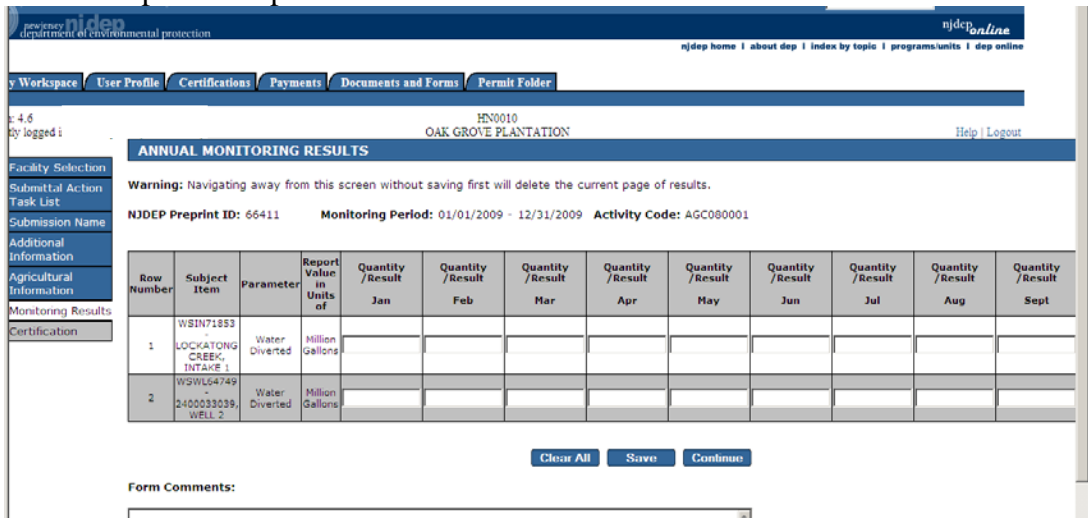 newjersey njdep
department of environmental protection
njdeponline
njdep home | about dep | index by topic | programs/units | dep online
y Workspace User Profile Certifications Payments Documents and Forms Permit Folder
n: 4.6 HN0010
tly logged i OAK GROVE PLANTATION Help | Logout
ANNUAL MONITORING RESULTS
Facility Selection
Submittal Action
Task List
Submission Name
Additional
Information
Agricultural
Information
Monitoring Results
Certification
Warning: Navigating away from this screen without saving first will delete the current page of results.
NJDEP Preprint ID: 66411 Monitoring Period: 01/01/2009 - 12/31/2009 Activity Code: AGC080001
Row Number Subject Item Parameter Report Value in Units of Quantity /Result Jan Quantity /Result Feb Quantity /Result Mar Quantity /Result Apr Quantity /Result May Quantity /Result Jun Quantity /Result Jul Quantity /Result Aug Quantity /Result Sept
1 WSIN71853 - LOCKATONG CREEK, INTAKE 1 Water Diverted Million Gallons
2 WSWL64749 - 2400033039, WELL 2 Water Diverted Million Gallons
Clear All Save Continue
Form Comments: